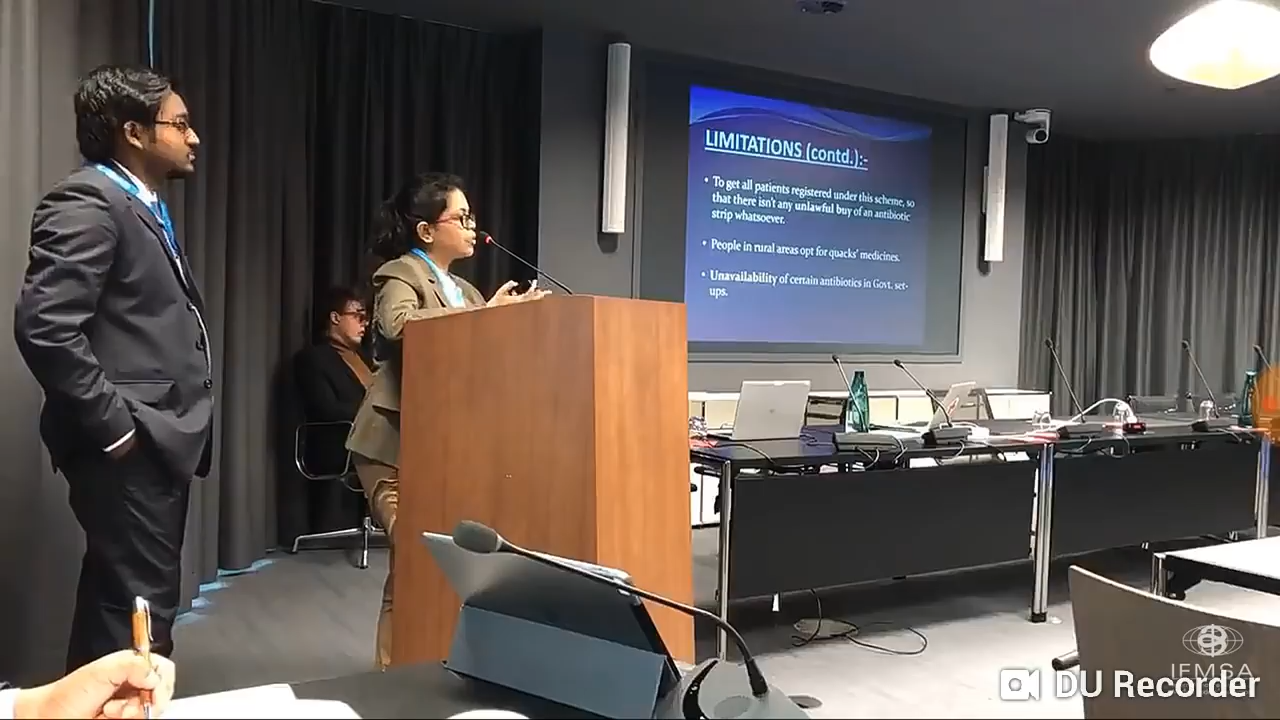 LIMITATIONS (contd.):-
• To get all patients registered under this scheme, so
that there isn't any unlawful buy of an antibiotic
strip whatsoever.
• People in rural areas opt for quacks' medicines.
• Unavailability of certain antibiotics in Govt. set-
ups.
IFMSA
DU Recorder